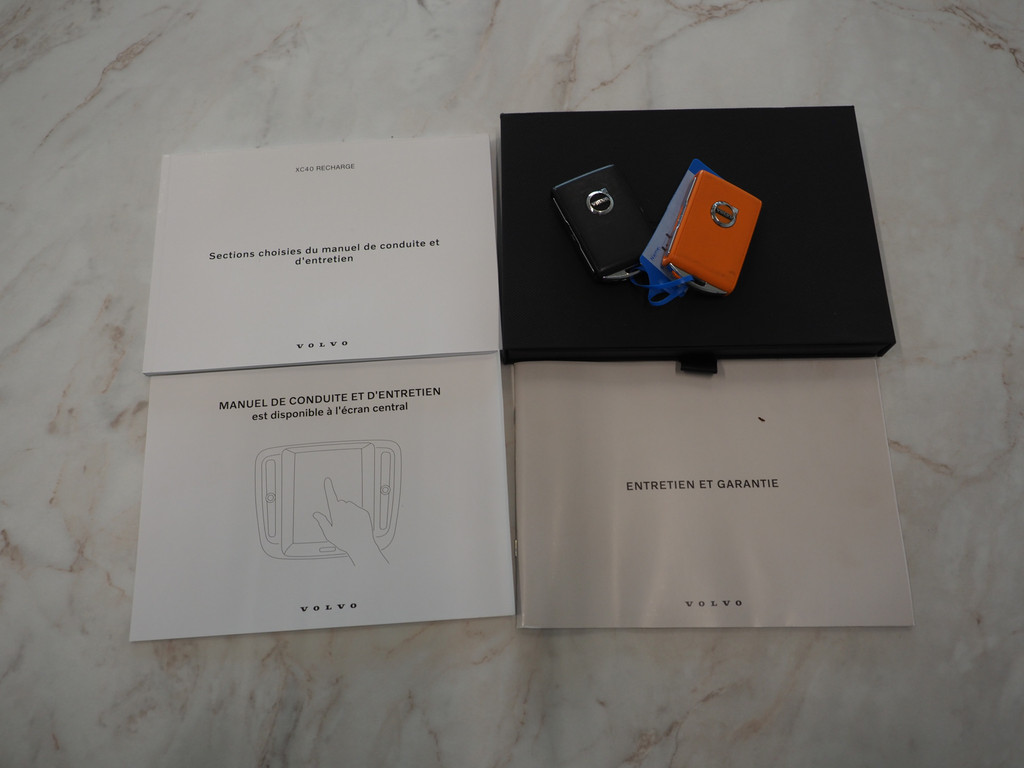 XC40 RECHARGE
Sections choisies du manuel de conduite et
d'entretien
VOLVO
MANUEL DE CONDUITE ET D'ENTRETIEN
est disponible à l'écran central
VOLVO
ENTRETIEN ET GARANTIE
VOLVO